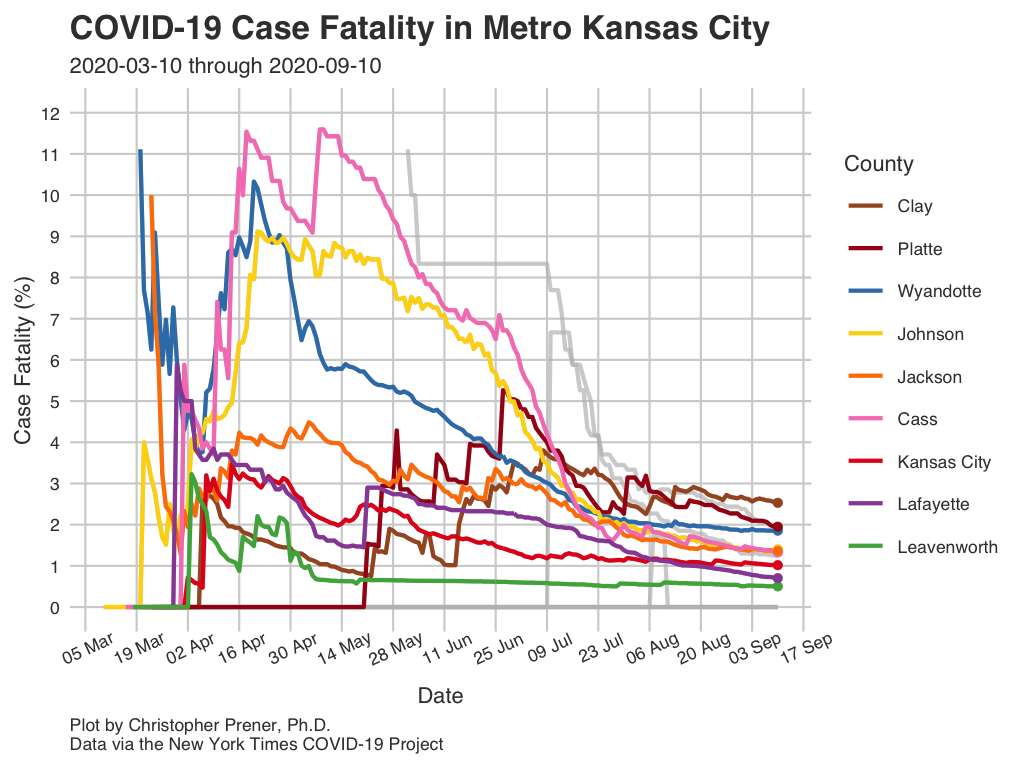 COVID-19 Case Fatality in Metro Kansas City
2020-03-10 through 2020-09-10
Case Fatality (%)
12
11
10
9
8
7
6
5
4
3
2
1
0
05 Mar
19 Mar
02 Apr
16 Apr
30 Apr
14 May
28 May
11 Jun
25 Jun
09 Jul
23 Jul
06 Aug
20 Aug
03 Sep
17 Sep
Date
County
Clay
Platte
Wyandotte
Johnson
Jackson
Cass
Kansas City
Lafayette
Leavenworth
Plot by Christopher Prener, Ph.D.
Data via the New York Times COVID-19 Project